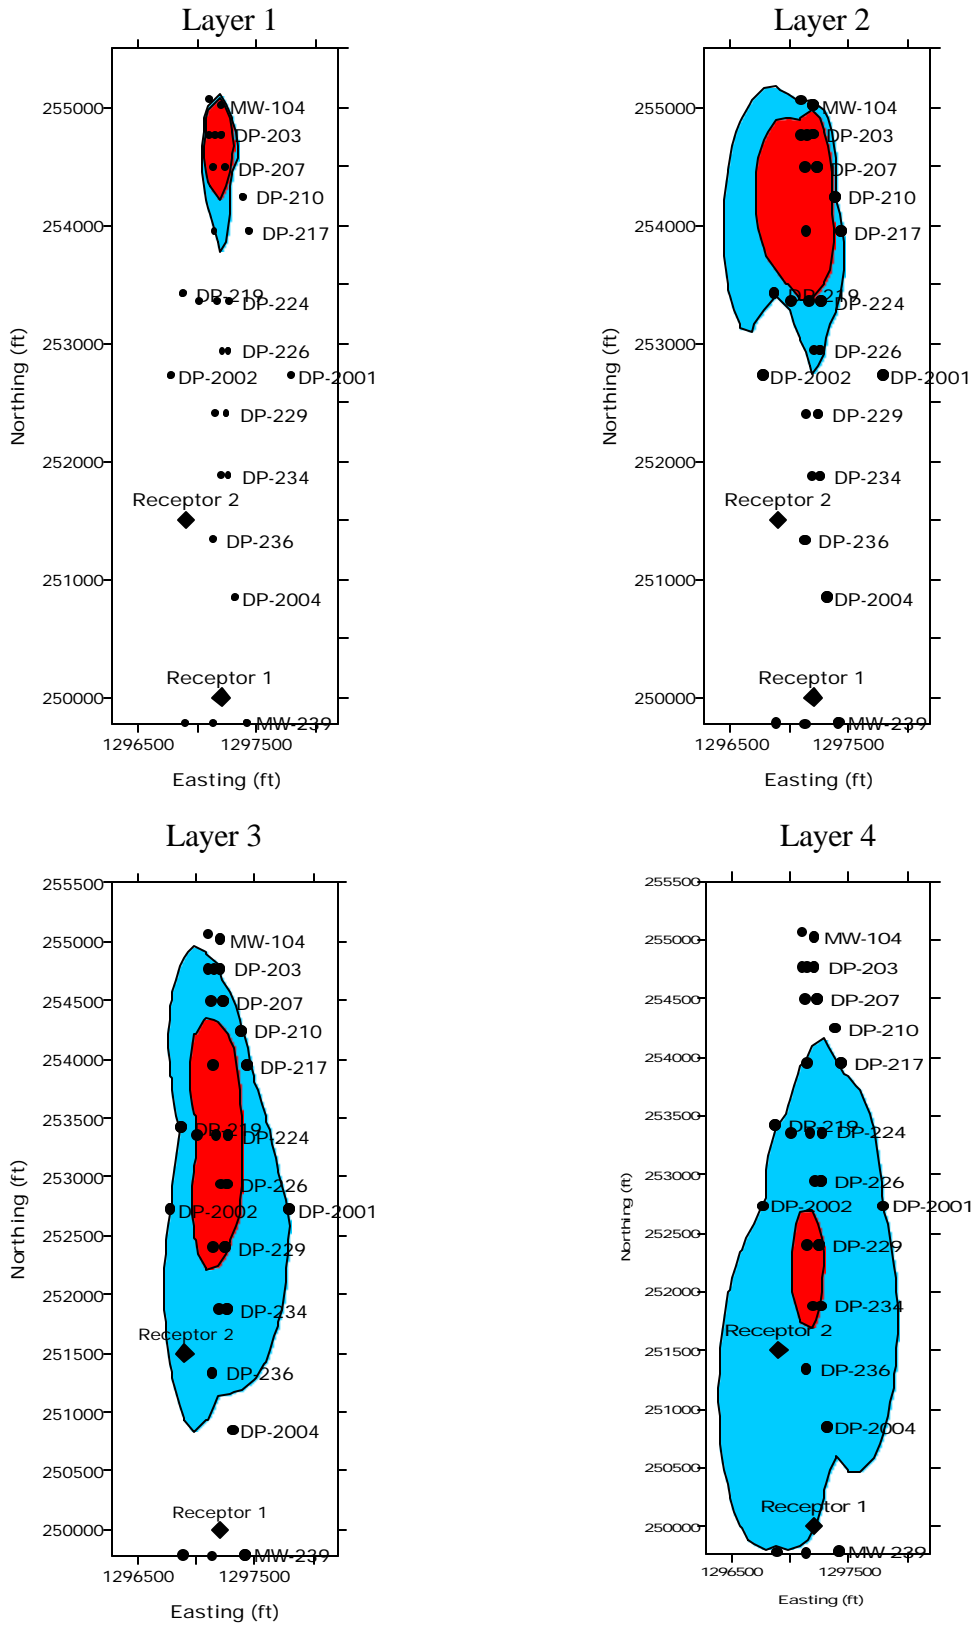 Layer 1
255000
254000
253000
252000
251000
250000
Northing (ft)
MW-104
DP-203
DP-207
DP-210
DP-217
DP-219
DP-224
DP-226
DP-2002
DP-2001
DP-229
DP-234
Receptor 2
DP-236
DP-2004
Receptor 1
MW-239
1296500
1297500
Easting (ft)
Layer 2
255000
254000
253000
252000
251000
250000
Northing (ft)
MW-104
DP-203
DP-207
DP-210
DP-217
DP-219
DP-224
DP-226
DP-2002
DP-2001
DP-229
DP-234
Receptor 2
DP-236
DP-2004
Receptor 1
MW-239
1296500
1297500
Easting (ft)
Layer 3
255500
255000
254500
254000
253500
253000
252500
252000
251500
251000
250500
250000
Northing (ft)
MW-104
DP-203
DP-207
DP-210
DP-217
DP-219
DP-224
DP-226
DP-2002
DP-2001
DP-229
DP-234
Receptor 2
DP-236
DP-2004
Receptor 1
MW-239
1296500
1297500
Easting (ft)
Layer 4
255500
255000
254500
254000
253500
253000
252500
252000
251500
251000
250500
250000
Northing (ft)
MW-104
DP-203
DP-207
DP-210
DP-217
DP-219
DP-224
DP-226
DP-2002
DP-2001
DP-229
DP-234
Receptor 2
DP-236
DP-2004
Receptor 1
MW-239
1296500
1297500
Easting (ft)